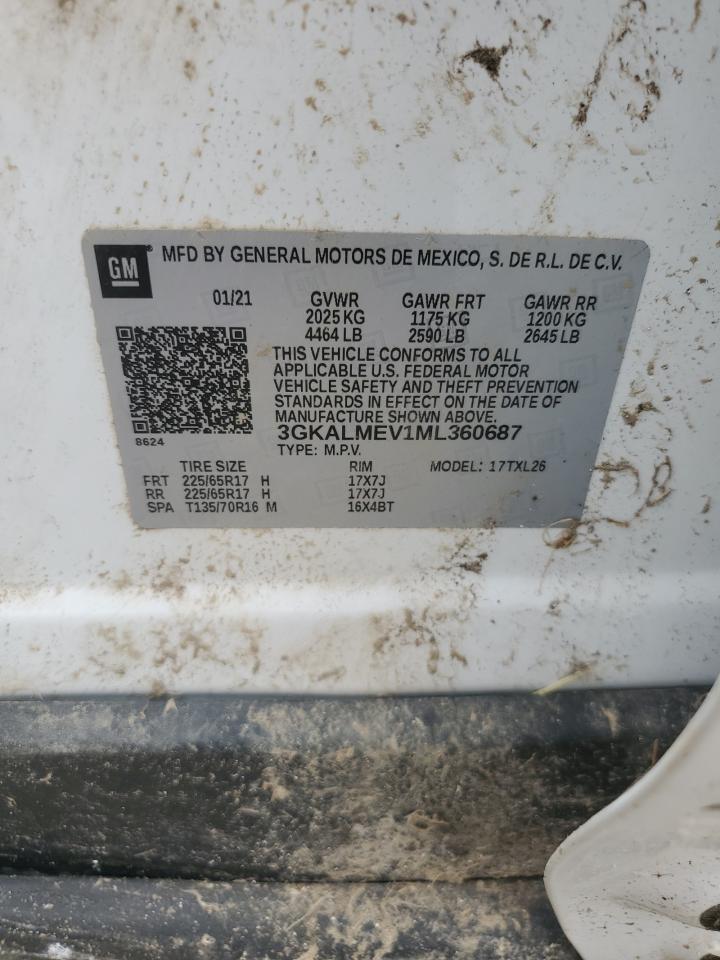 GM® MFD BY GENERAL MOTORS DE MEXICO, S. DE R.L. DE C.V.
01/21 GVWR GAWR FRT GAWR RR
2025 KG 1175 KG 1200 KG
4464 LB 2590 LB 2645 LB
THIS VEHICLE CONFORMS TO ALL
APPLICABLE U.S. FEDERAL MOTOR
VEHICLE SAFETY AND THEFT PREVENTION
STANDARDS IN EFFECT ON THE DATE OF
MANUFACTURE SHOWN ABOVE.
3GKALMEV1ML360687
8624
TYPE: M.P.V.
TIRE SIZE RIM MODEL: 17TXL26
FRT 225/65R17 H 17X7J
RR 225/65R17 H 17X7J
SPA T135/70R16 M 16X4BT